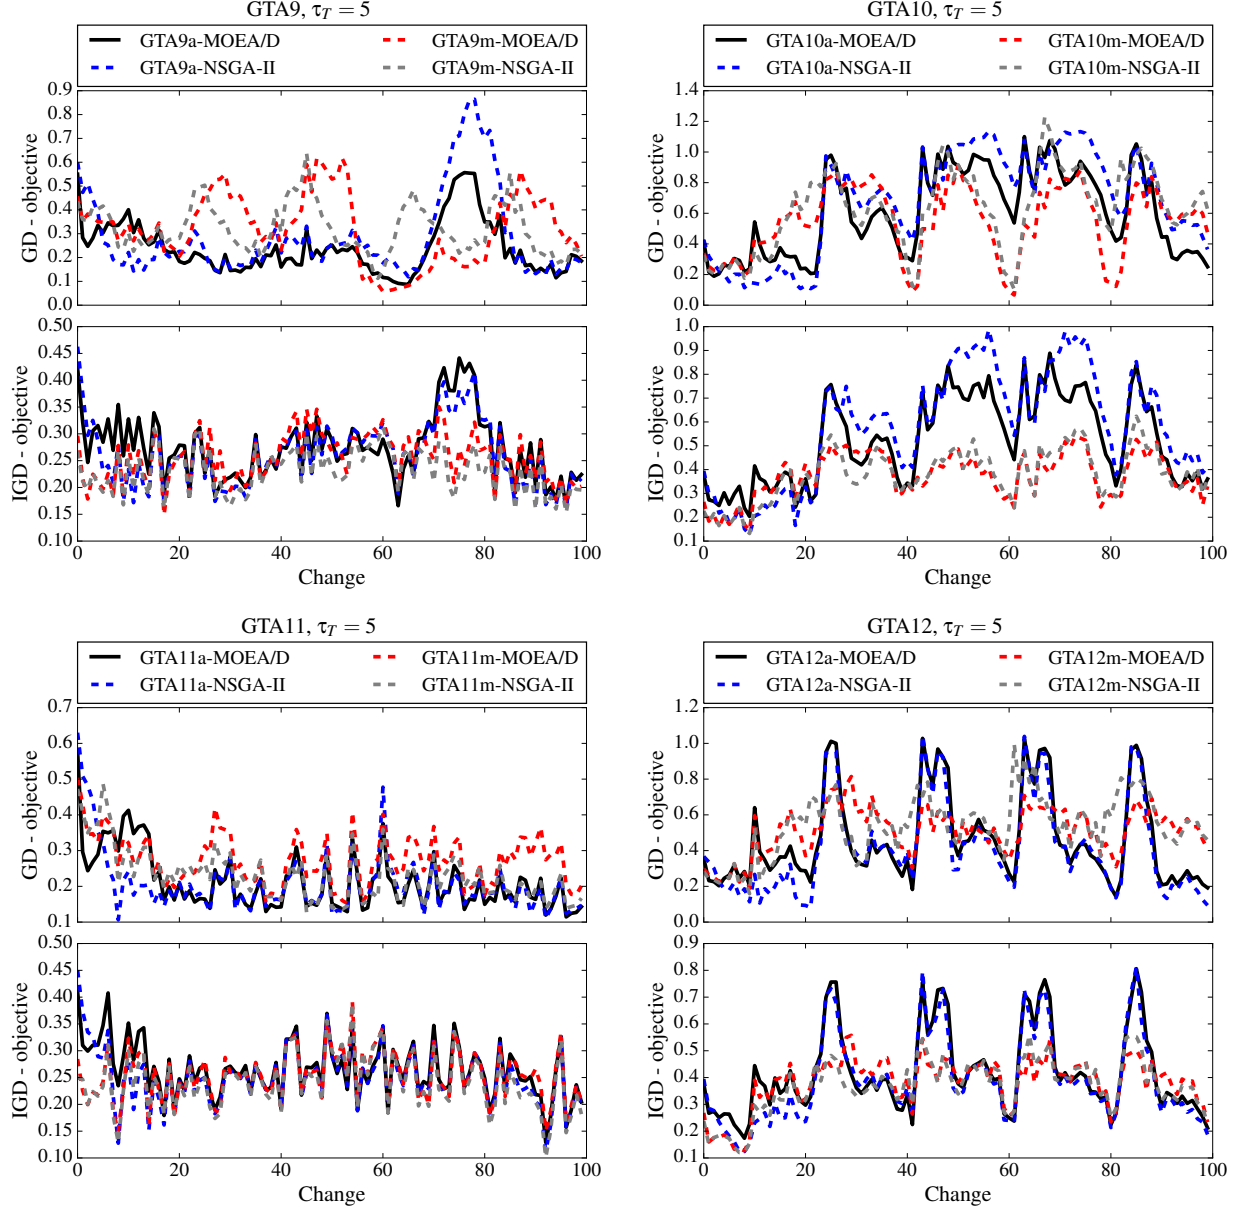 GTA9, τ_T = 5
GTA9a-MOEA/D GTA9m-MOEA/D
GTA9a-NSGA-II GTA9m-NSGA-II
0.9
0.8
0.7
0.6
0.5
0.4
0.3
0.2
0.1
0.0
GD - objective
0.50
0.45
0.40
0.35
0.30
0.25
0.20
0.15
0.10
IGD - objective
0 20 40 60 80 100
Change
GTA10, τ_T = 5
GTA10a-MOEA/D GTA10m-MOEA/D
GTA10a-NSGA-II GTA10m-NSGA-II
1.4
1.2
1.0
0.8
0.6
0.4
0.2
0.0
GD - objective
1.0
0.9
0.8
0.7
0.6
0.5
0.4
0.3
0.2
0.1
IGD - objective
0 20 40 60 80 100
Change
GTA11, τ_T = 5
GTA11a-MOEA/D GTA11m-MOEA/D
GTA11a-NSGA-II GTA11m-NSGA-II
0.7
0.6
0.5
0.4
0.3
0.2
0.1
GD - objective
0.50
0.45
0.40
0.35
0.30
0.25
0.20
0.15
0.10
IGD - objective
0 20 40 60 80 100
Change
GTA12, τ_T = 5
GTA12a-MOEA/D GTA12m-MOEA/D
GTA12a-NSGA-II GTA12m-NSGA-II
1.2
1.0
0.8
0.6
0.4
0.2
0.0
GD - objective
0.9
0.8
0.7
0.6
0.5
0.4
0.3
0.2
0.1
IGD - objective
0 20 40 60 80 100
Change